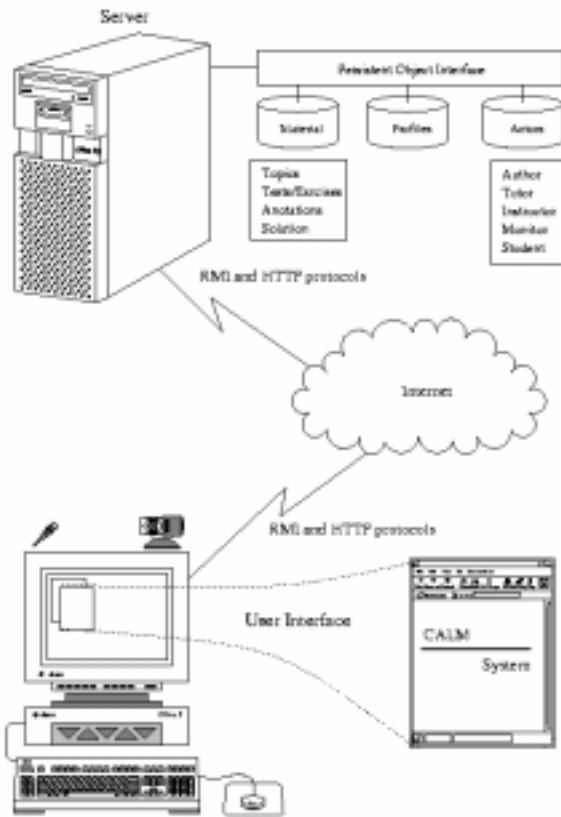 Server
Persistent Object Interface
Material
Profiles
Actors
Topics
Tests/Exercises
Anotations
Solution
Author
Tutor
Instructor
Monitor
Student
RMI and HTTP protocols
Internet
RMI and HTTP protocols
User Interface
CALM
System